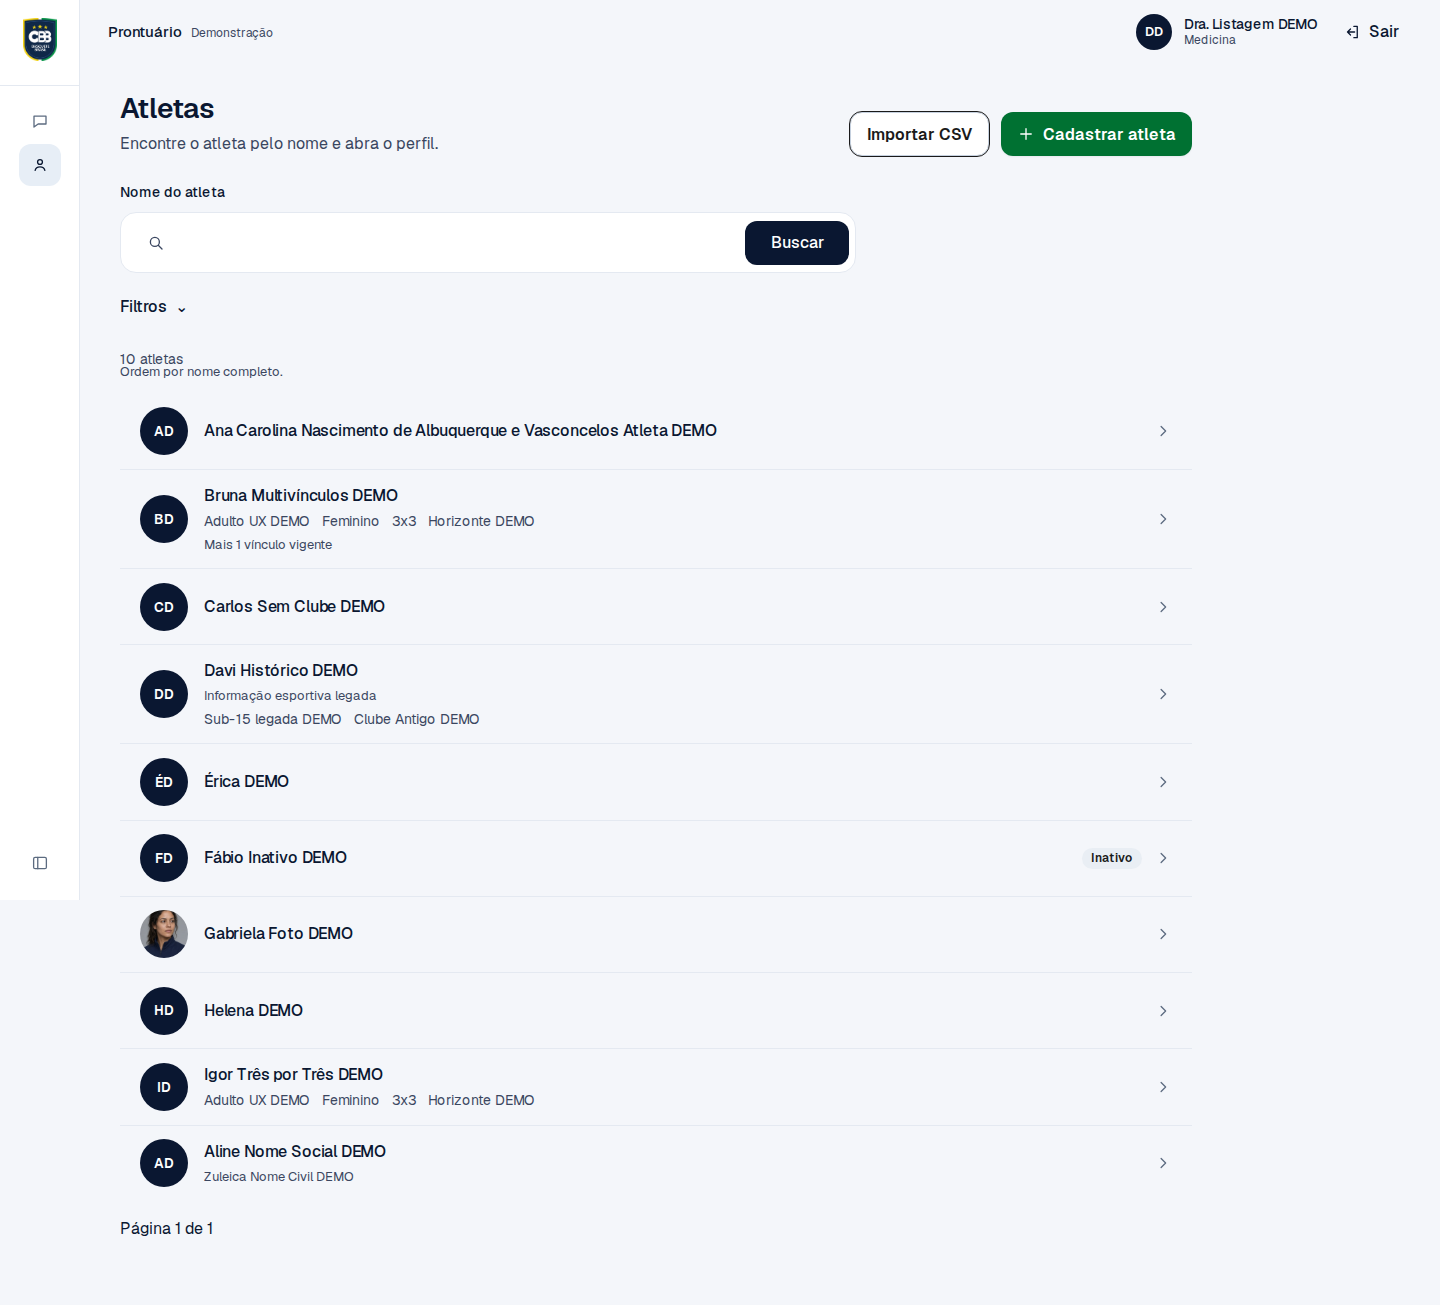 CBB
Prontuário Demonstração
DD
Dra. Listagem DEMO
Medicina
Sair
Atletas
Encontre o atleta pelo nome e abra o perfil.
Importar CSV
Cadastrar atleta
Nome do atleta
Buscar
Filtros
10 atletas
Ordem por nome completo.
AD
Ana Carolina Nascimento de Albuquerque e Vasconcelos Atleta DEMO
BD
Bruna Multivínculos DEMO
Adulto UX DEMO Feminino 3x3 Horizonte DEMO
Mais 1 vínculo vigente
CD
Carlos Sem Clube DEMO
DD
Davi Histórico DEMO
Informação esportiva legada
Sub-15 legada DEMO Clube Antigo DEMO
ÉD
Érica DEMO
FD
Fábio Inativo DEMO
Inativo
Gabriela Foto DEMO
HD
Helena DEMO
ID
Igor Três por Três DEMO
Adulto UX DEMO Feminino 3x3 Horizonte DEMO
AD
Aline Nome Social DEMO
Zuleica Nome Civil DEMO
Página 1 de 1